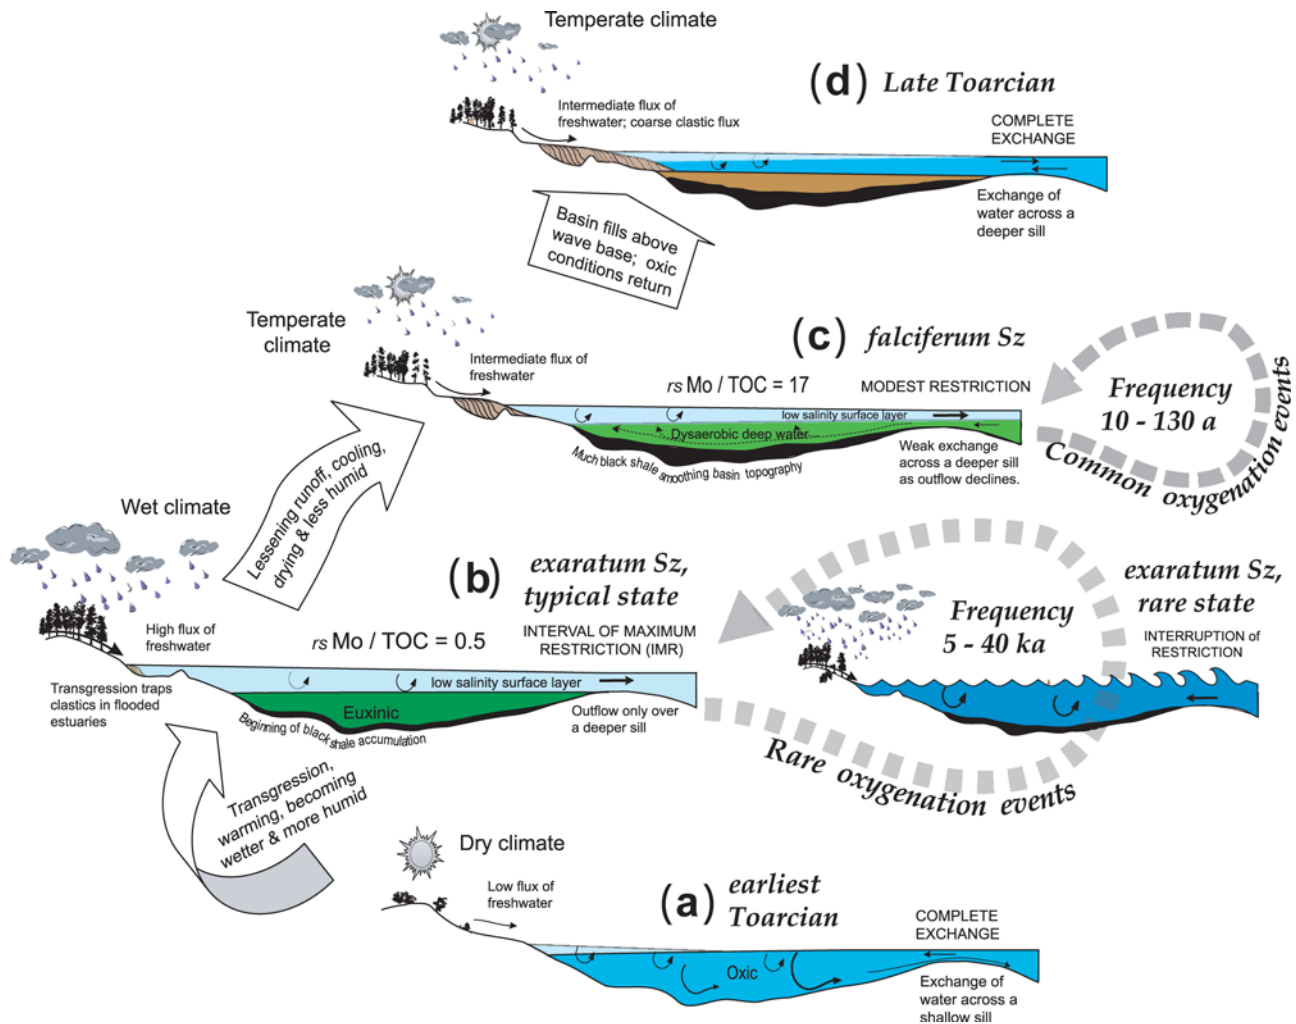 Temperate climate
(d) Late Toarcian
Intermediate flux of
freshwater; coarse clastic flux
COMPLETE
EXCHANGE
Exchange of
water across a
deeper sill
Basin fills above
wave base; oxic
conditions return
Temperate
climate
(c) falciferum Sz
Intermediate flux of
freshwater
rs Mo / TOC = 17
MODEST RESTRICTION
low salinity surface layer
Dysaerobic deep water
Much black shale smoothing basin topography
Weak exchange
across a deeper sill
as outflow declines.
Frequency
10 - 130 a
Common oxygenation events
Lessening runoff, cooling,
drying & less humid
Wet climate
(b) exaratum Sz,
typical state
High flux of
freshwater
rs Mo / TOC = 0.5
INTERVAL OF MAXIMUM
RESTRICTION (IMR)
low salinity surface layer
Euxinic
Transgression traps
clastics in flooded
estuaries
Beginning of black shale accumulation
Outflow only over
a deeper sill
Frequency
5 - 40 ka
exaratum Sz,
rare state
INTERRUPTION of
RESTRICTION
Rare oxygenation events
Transgression,
warming, becoming
wetter & more humid
Dry climate
(a) earliest
Toarcian
Low flux of
freshwater
COMPLETE
EXCHANGE
Oxic
Exchange of
water across a
shallow sill